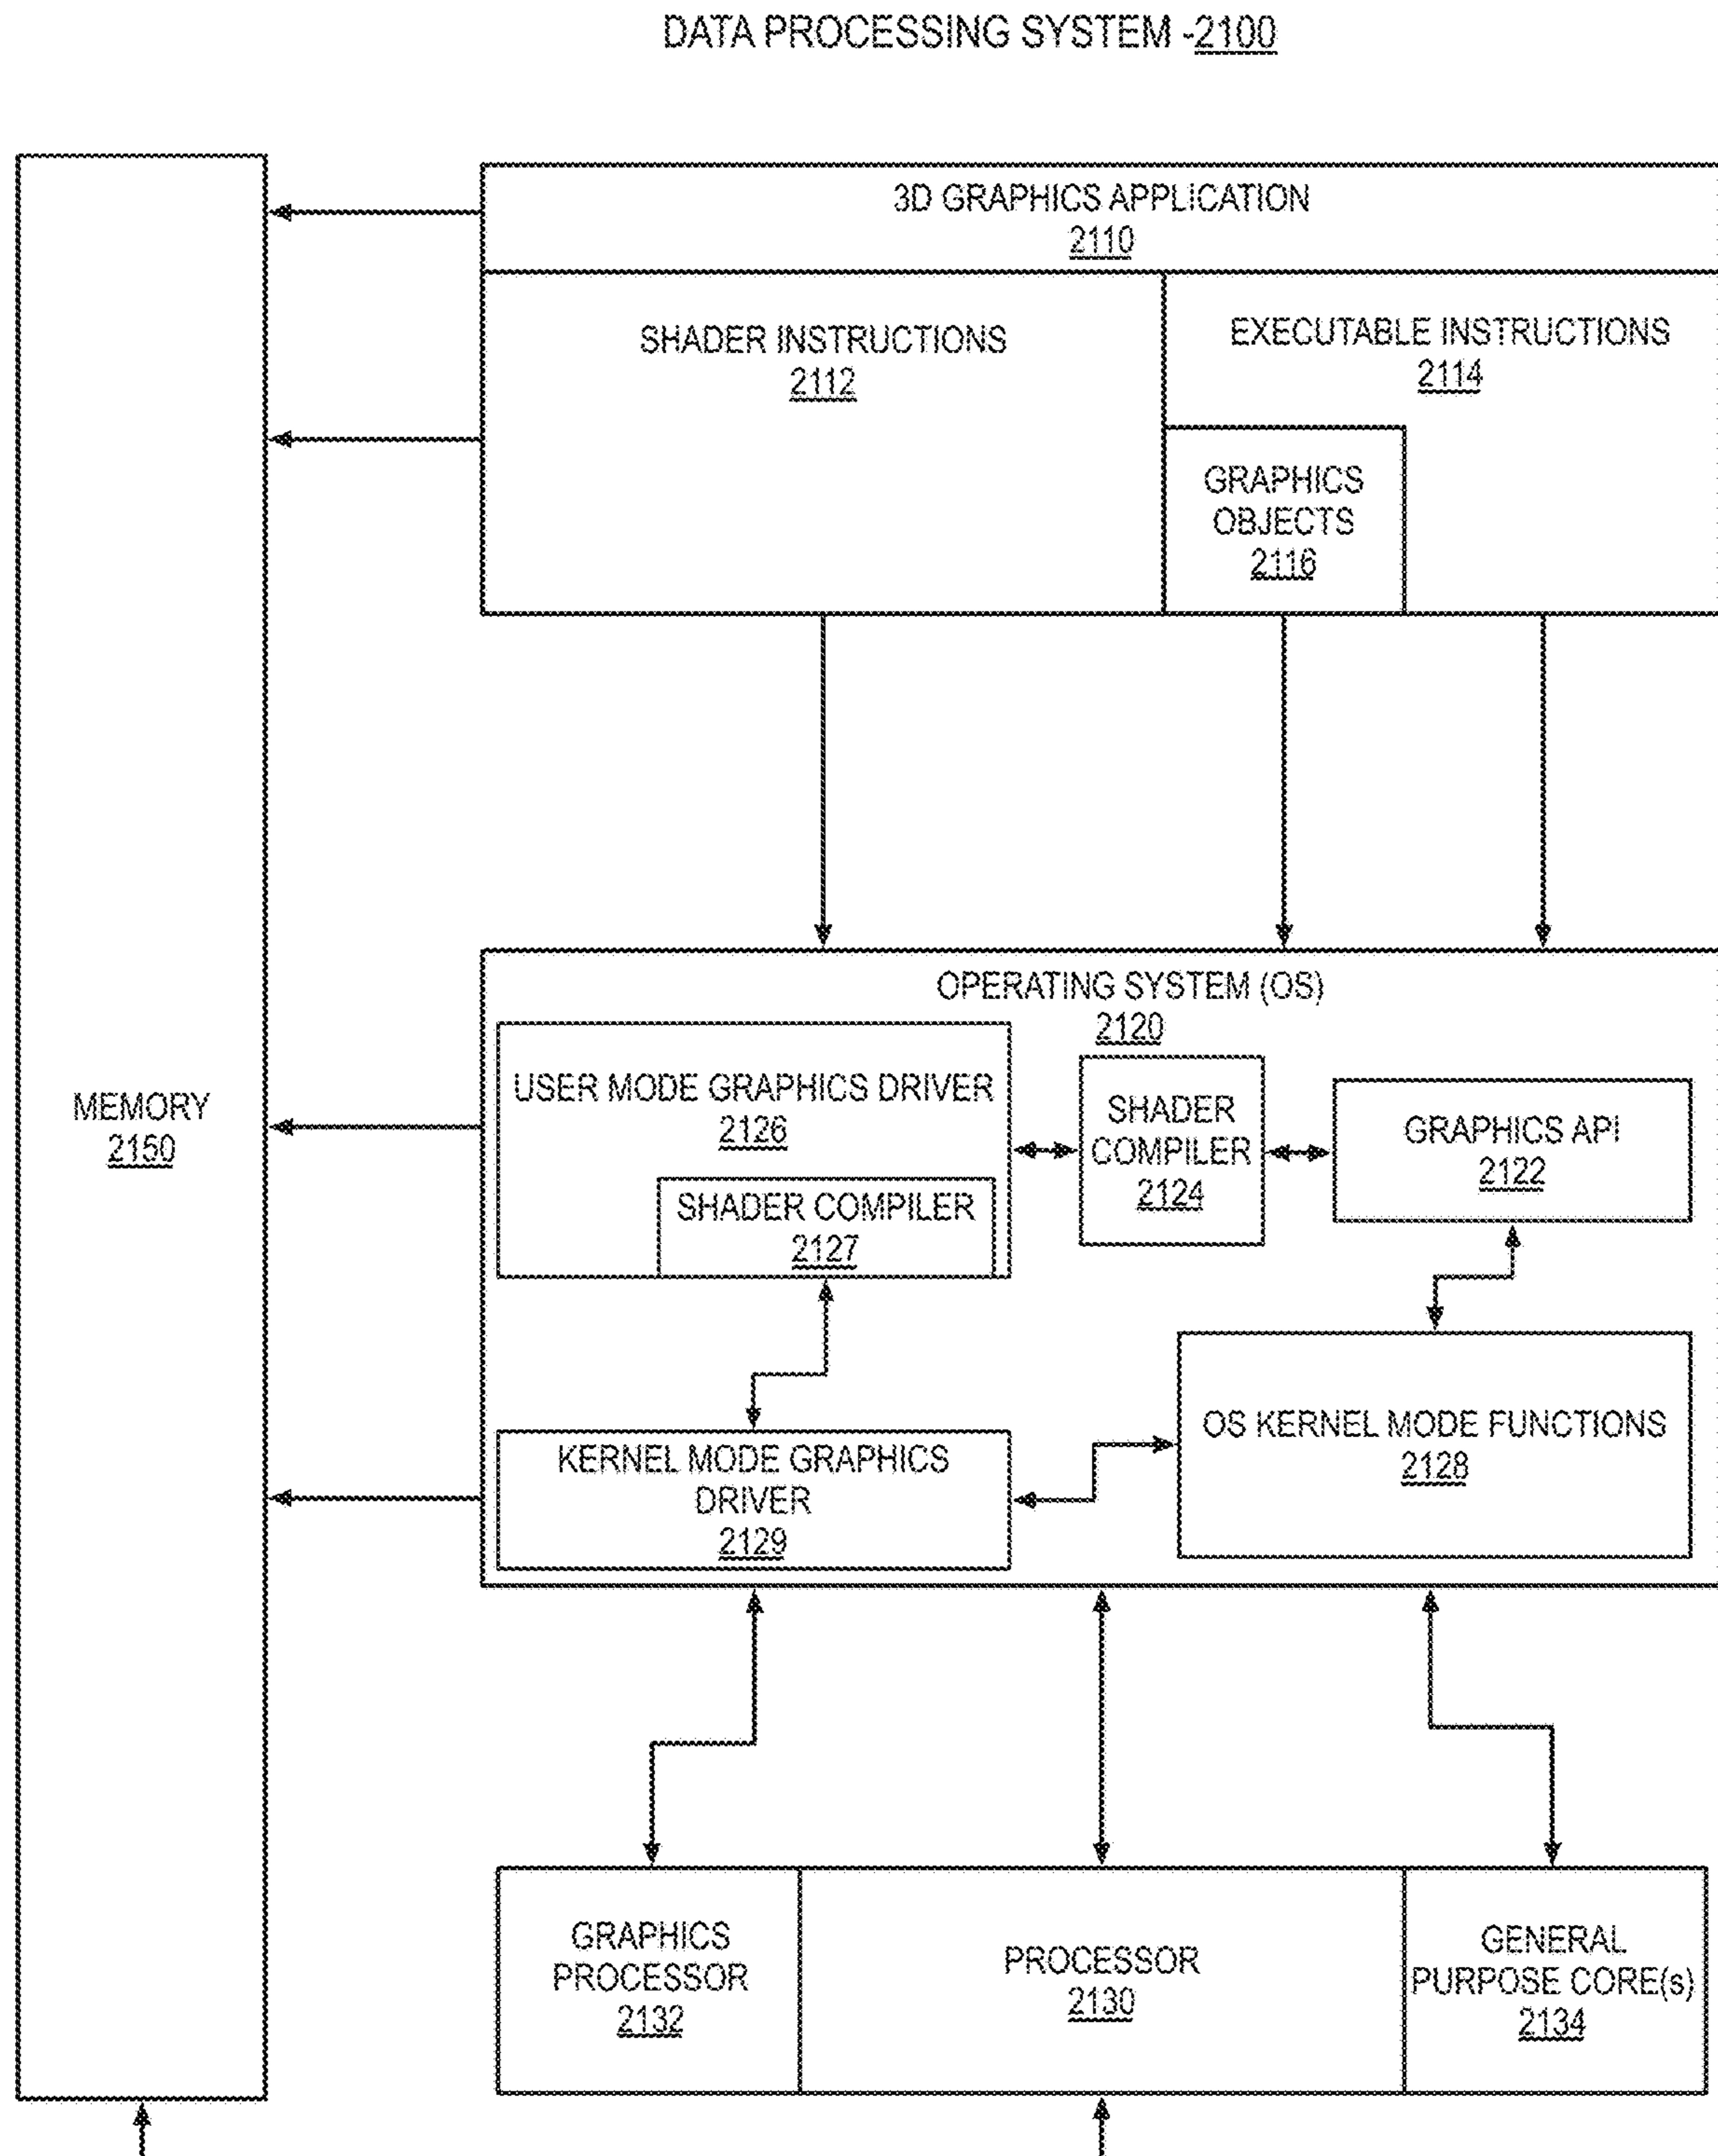 DATA PROCESSING SYSTEM -2100
3D GRAPHICS APPLICATION
2110
SHADER INSTRUCTIONS
2112
EXECUTABLE INSTRUCTIONS
2114
GRAPHICS
OBJECTS
2116
MEMORY
2150
OPERATING SYSTEM (OS)
2120
USER MODE GRAPHICS DRIVER
2126
SHADER COMPILER
2127
SHADER
COMPILER
2124
GRAPHICS API
2122
KERNEL MODE GRAPHICS
DRIVER
2129
OS KERNEL MODE FUNCTIONS
2128
GRAPHICS
PROCESSOR
2132
PROCESSOR
2130
GENERAL
PURPOSE CORE(s)
2134